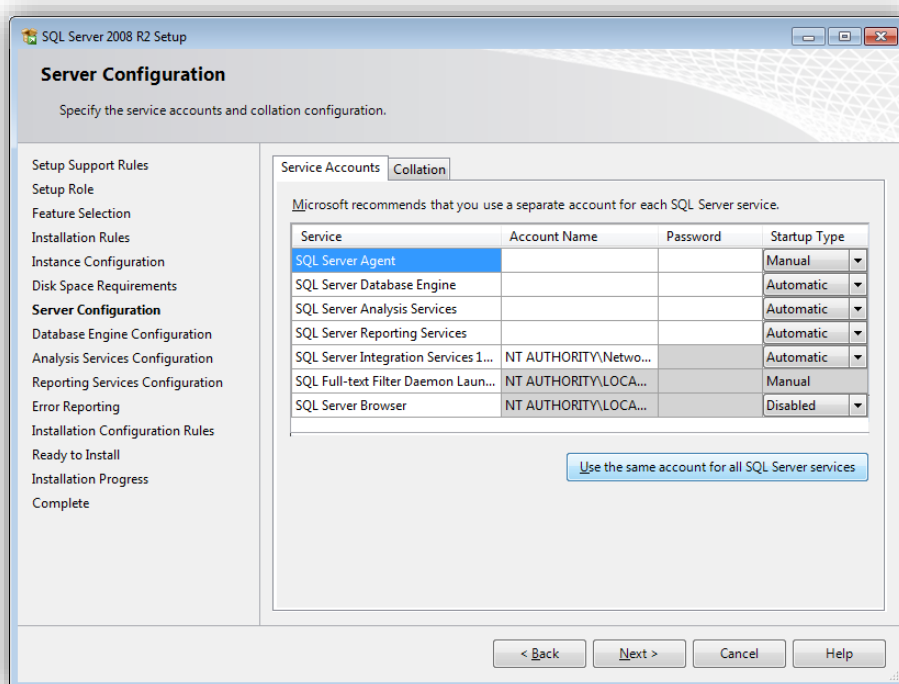 SQL Server 2008 R2 Setup
Server Configuration
Specify the service accounts and collation configuration.
Setup Support Rules
Setup Role
Feature Selection
Installation Rules
Instance Configuration
Disk Space Requirements
Server Configuration
Database Engine Configuration
Analysis Services Configuration
Reporting Services Configuration
Error Reporting
Installation Configuration Rules
Ready to Install
Installation Progress
Complete
Service Accounts Collation
Microsoft recommends that you use a separate account for each SQL Server service.
Service Account Name Password Startup Type
SQL Server Agent Manual
SQL Server Database Engine Automatic
SQL Server Analysis Services Automatic
SQL Server Reporting Services Automatic
SQL Server Integration Services 1... NT AUTHORITY\Netwo... Automatic
SQL Full-text Filter Daemon Laun... NT AUTHORITY\LOCA... Manual
SQL Server Browser NT AUTHORITY\LOCA... Disabled
Use the same account for all SQL Server services
< Back Next > Cancel Help